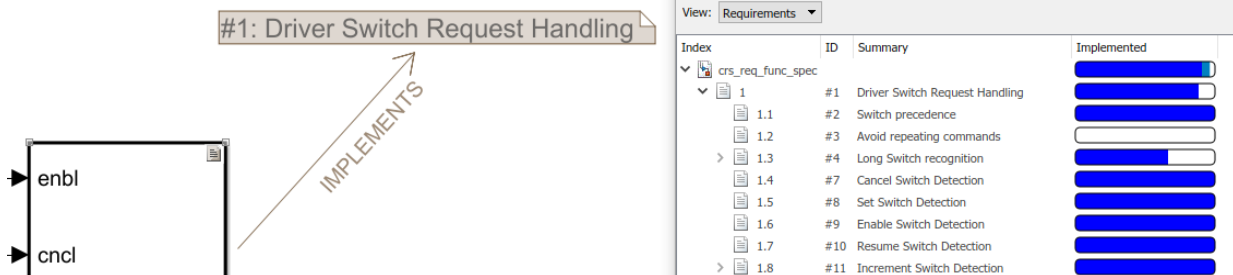 #1: Driver Switch Request Handling
IMPLEMENTS
enbl
cncl
View: Requirements
Index ID Summary Implemented
crs_req_func_spec
1 #1 Driver Switch Request Handling
1.1 #2 Switch precedence
1.2 #3 Avoid repeating commands
1.3 #4 Long Switch recognition
1.4 #7 Cancel Switch Detection
1.5 #8 Set Switch Detection
1.6 #9 Enable Switch Detection
1.7 #10 Resume Switch Detection
1.8 #11 Increment Switch Detection